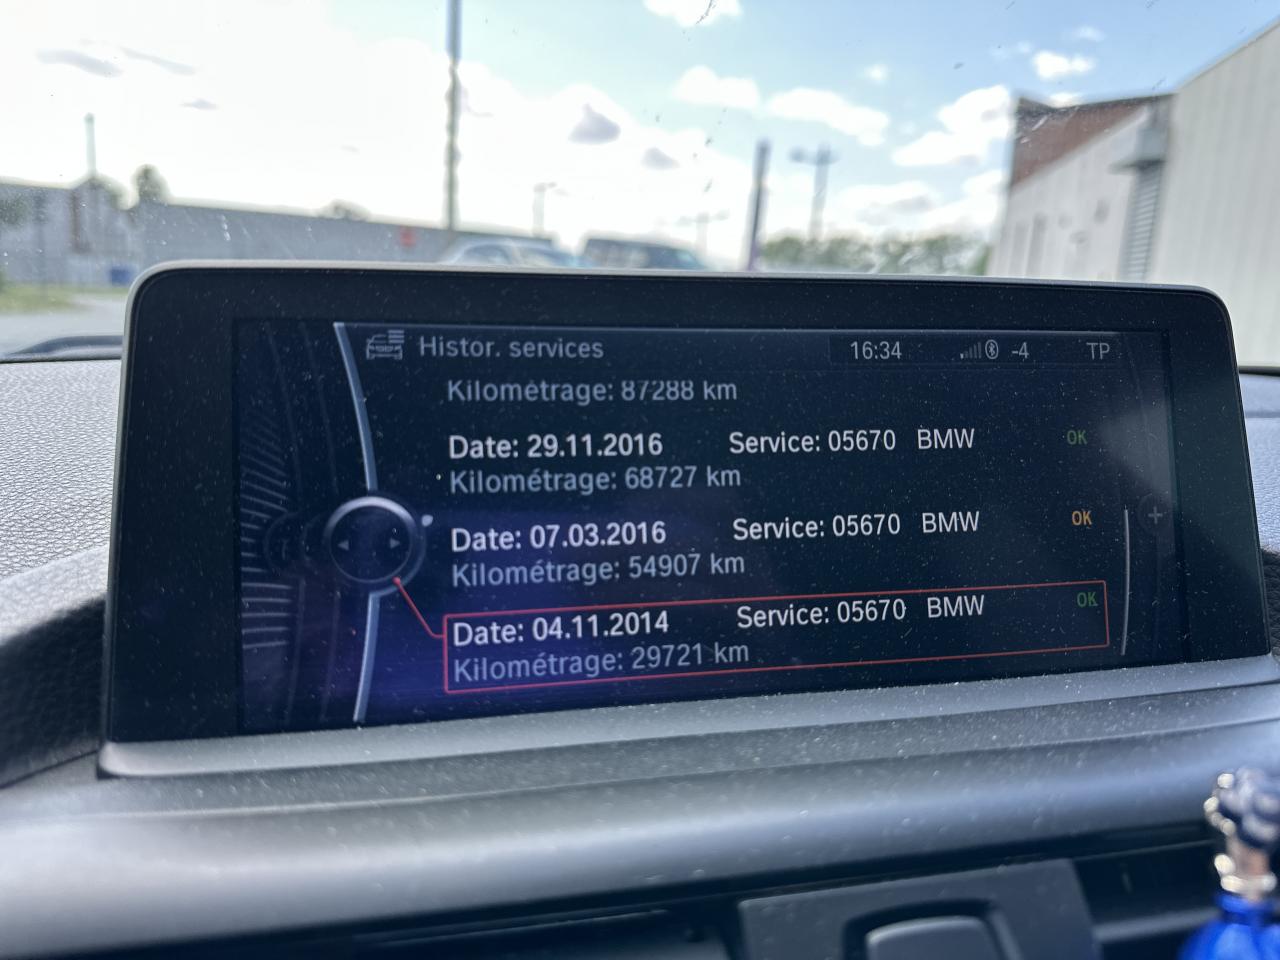 Histor. services 16:34 -4 TP
Kilométrage: 87288 km
Date: 29.11.2016 Service: 05670 BMW OK
Kilométrage: 68727 km
Date: 07.03.2016 Service: 05670 BMW OK
Kilométrage: 54907 km
Date: 04.11.2014 Service: 05670 BMW OK
Kilométrage: 29721 km